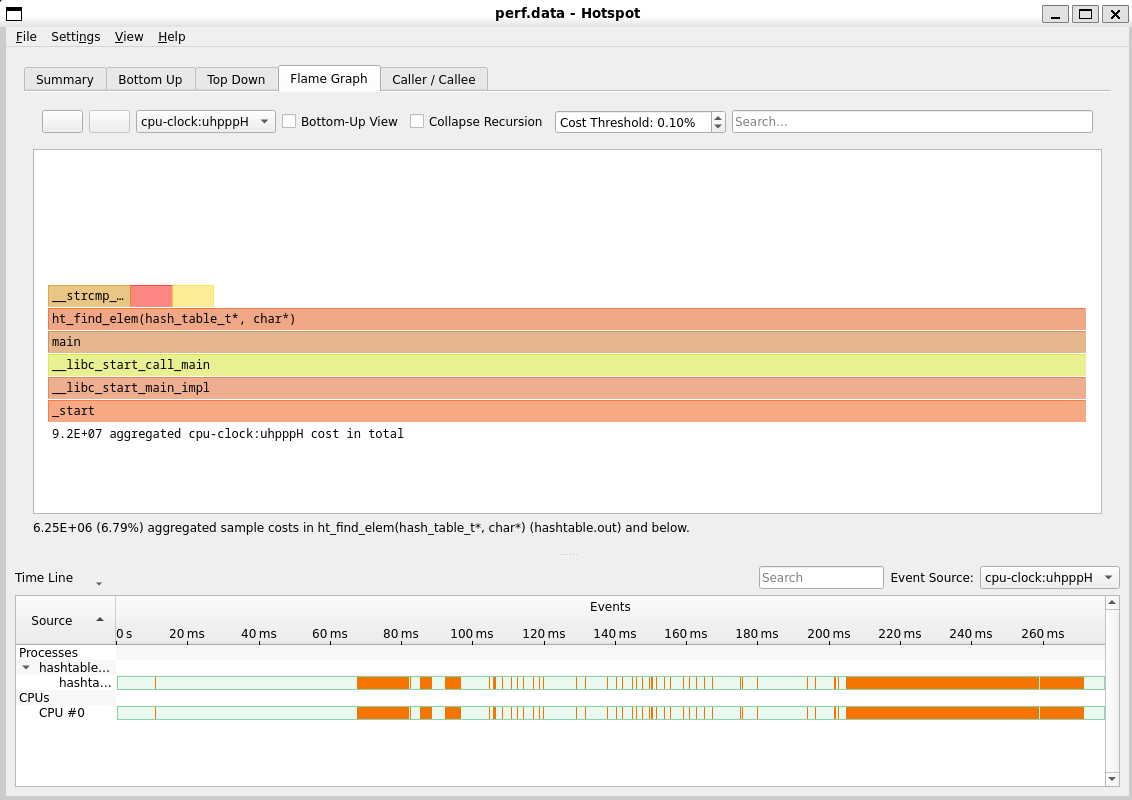 perf.data - Hotspot
File Settings View Help
Summary Bottom Up Top Down Flame Graph Caller / Callee
cpu-clock:uhpppH Bottom-Up View Collapse Recursion Cost Threshold: 0.10% Search...
__strcmp_...
ht_find_elem(hash_table_t*, char*)
main
__libc_start_call_main
__libc_start_main_impl
_start
9.2E+07 aggregated cpu-clock:uhpppH cost in total
6.25E+06 (6.79%) aggregated sample costs in ht_find_elem(hash_table_t*, char*) (hashtable.out) and below.
Time Line Search Event Source: cpu-clock:uhpppH
Source Events
0 s 20 ms 40 ms 60 ms 80 ms 100 ms 120 ms 140 ms 160 ms 180 ms 200 ms 220 ms 240 ms 260 ms
Processes
hashtable...
hashta...
CPUs
CPU #0